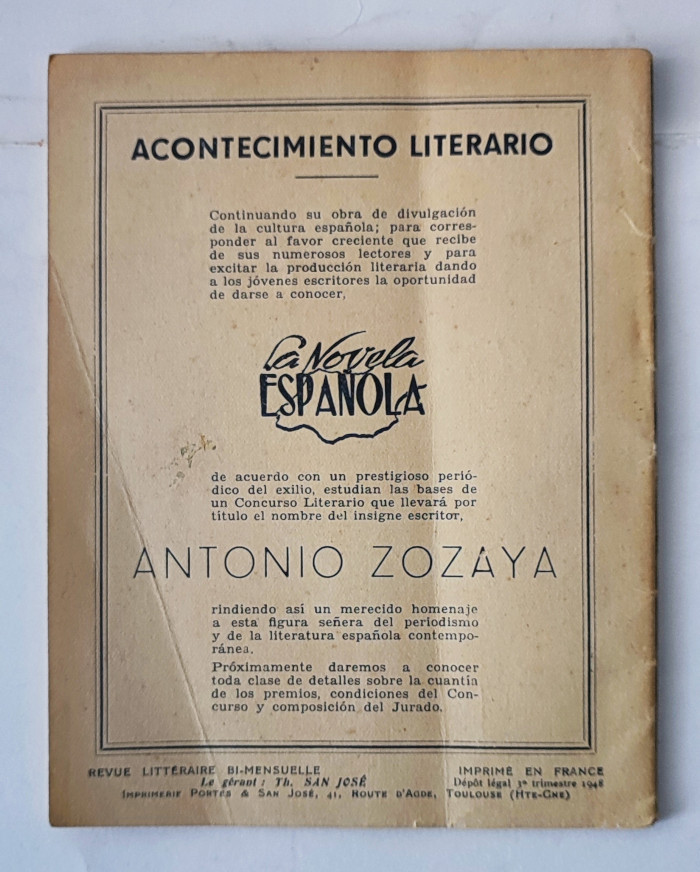 ACONTECIMIENTO LITERARIO
Continuando su obra de divulgación
de la cultura española; para corres-
ponder al favor creciente que recibe
de sus numerosos lectores y para
excitar la producción literaria dando
a los jóvenes escritores la oportunidad
de darse a conocer,
La Novela
ESPAÑOLA
de acuerdo con un prestigioso perió-
dico del exilio, estudian las bases de
un Concurso Literario que llevará por
título el nombre del insigne escritor,
ANTONIO ZOZAYA
rindiendo así un merecido homenaje
a esta figura señera del periodismo
y de la literatura española contempo-
ránea.
Próximamente daremos a conocer
toda clase de detalles sobre la cuantía
de los premios, condiciones del Con-
curso y composición del Jurado.
REVUE LITTÉRAIRE BI-MENSUELLE IMPRIMÉ EN FRANCE
Le gérant : Th. SAN JOSÉ Dépôt légal 3e trimestre 1948
IMPRIMERIE PORTES & SAN JOSÉ, 41, ROUTE D'AGDE, TOULOUSE (HTE-GNE)